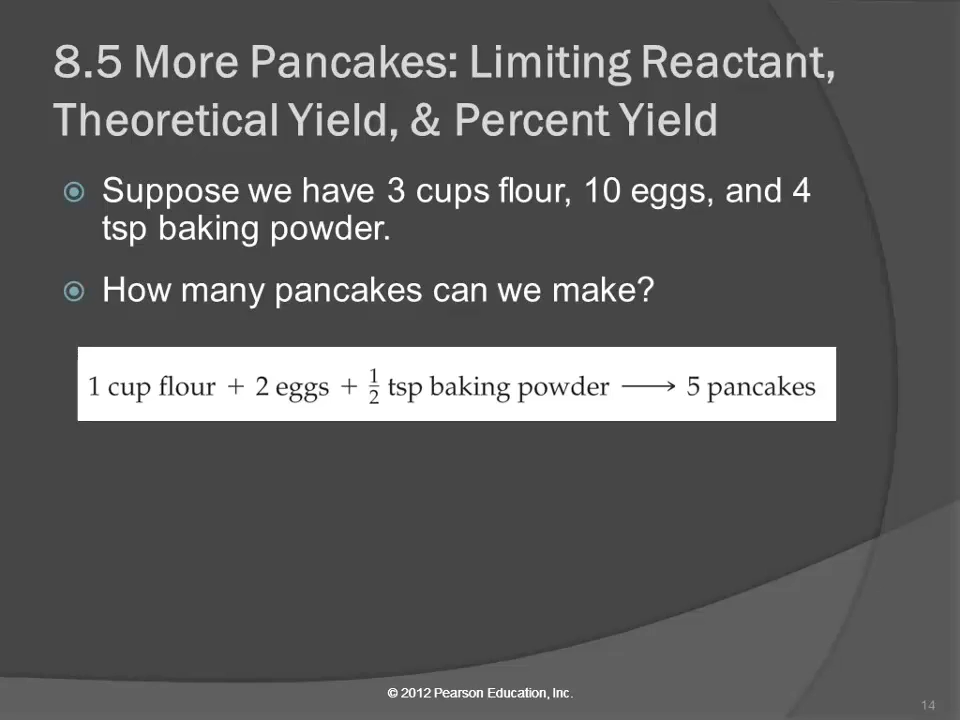 8.5 More Pancakes: Limiting Reactant,
Theoretical Yield, & Percent Yield
Suppose we have 3 cups flour, 10 eggs, and 4
tsp baking powder.
How many pancakes can we make?
1 cup flour + 2 eggs + 1/2 tsp baking powder ⟶ 5 pancakes
© 2012 Pearson Education, Inc.
14